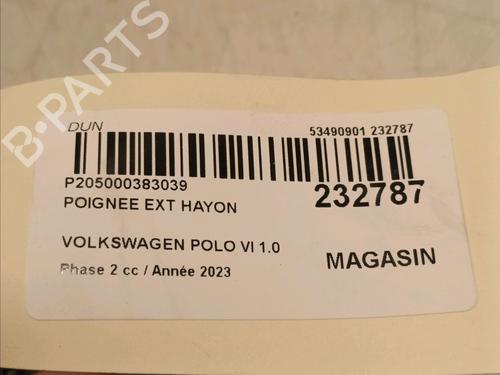 B-PARTS
DUN
53490901 232787
P205000383039
POIGNEE EXT HAYON
232787
VOLKSWAGEN POLO VI 1.0
MAGASIN
Phase 2 cc / Année 2023